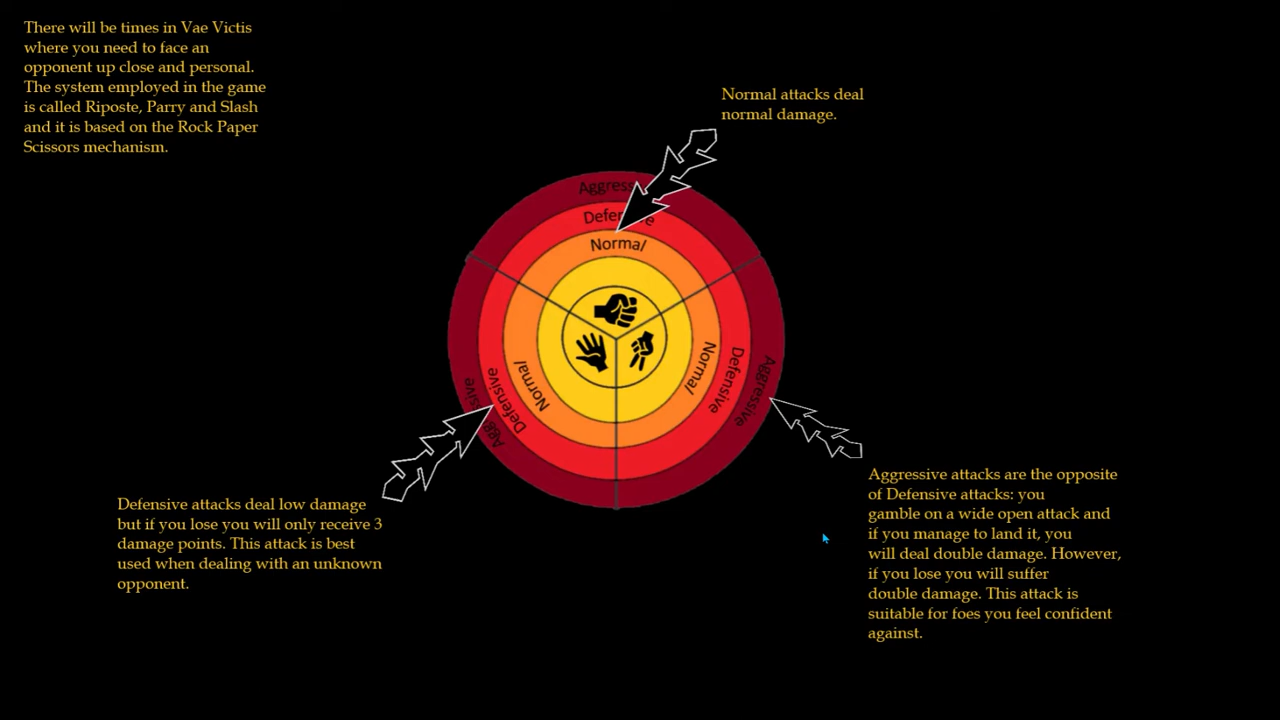 There will be times in Vae Victis
where you need to face an
opponent up close and personal.
The system employed in the game
is called Riposte, Parry and Slash
and it is based on the Rock Paper
Scissors mechanism.
Normal attacks deal
normal damage.
Normal
Normal
Defensive
Aggressive
Normal
Defensive
Defensive attacks deal low damage
but if you lose you will only receive 3
damage points. This attack is best
used when dealing with an unknown
opponent.
Aggressive attacks are the opposite
of Defensive attacks: you
gamble on a wide open attack and
if you manage to land it, you
will deal double damage. However,
if you lose you will suffer
double damage. This attack is
suitable for foes you feel confident
against.